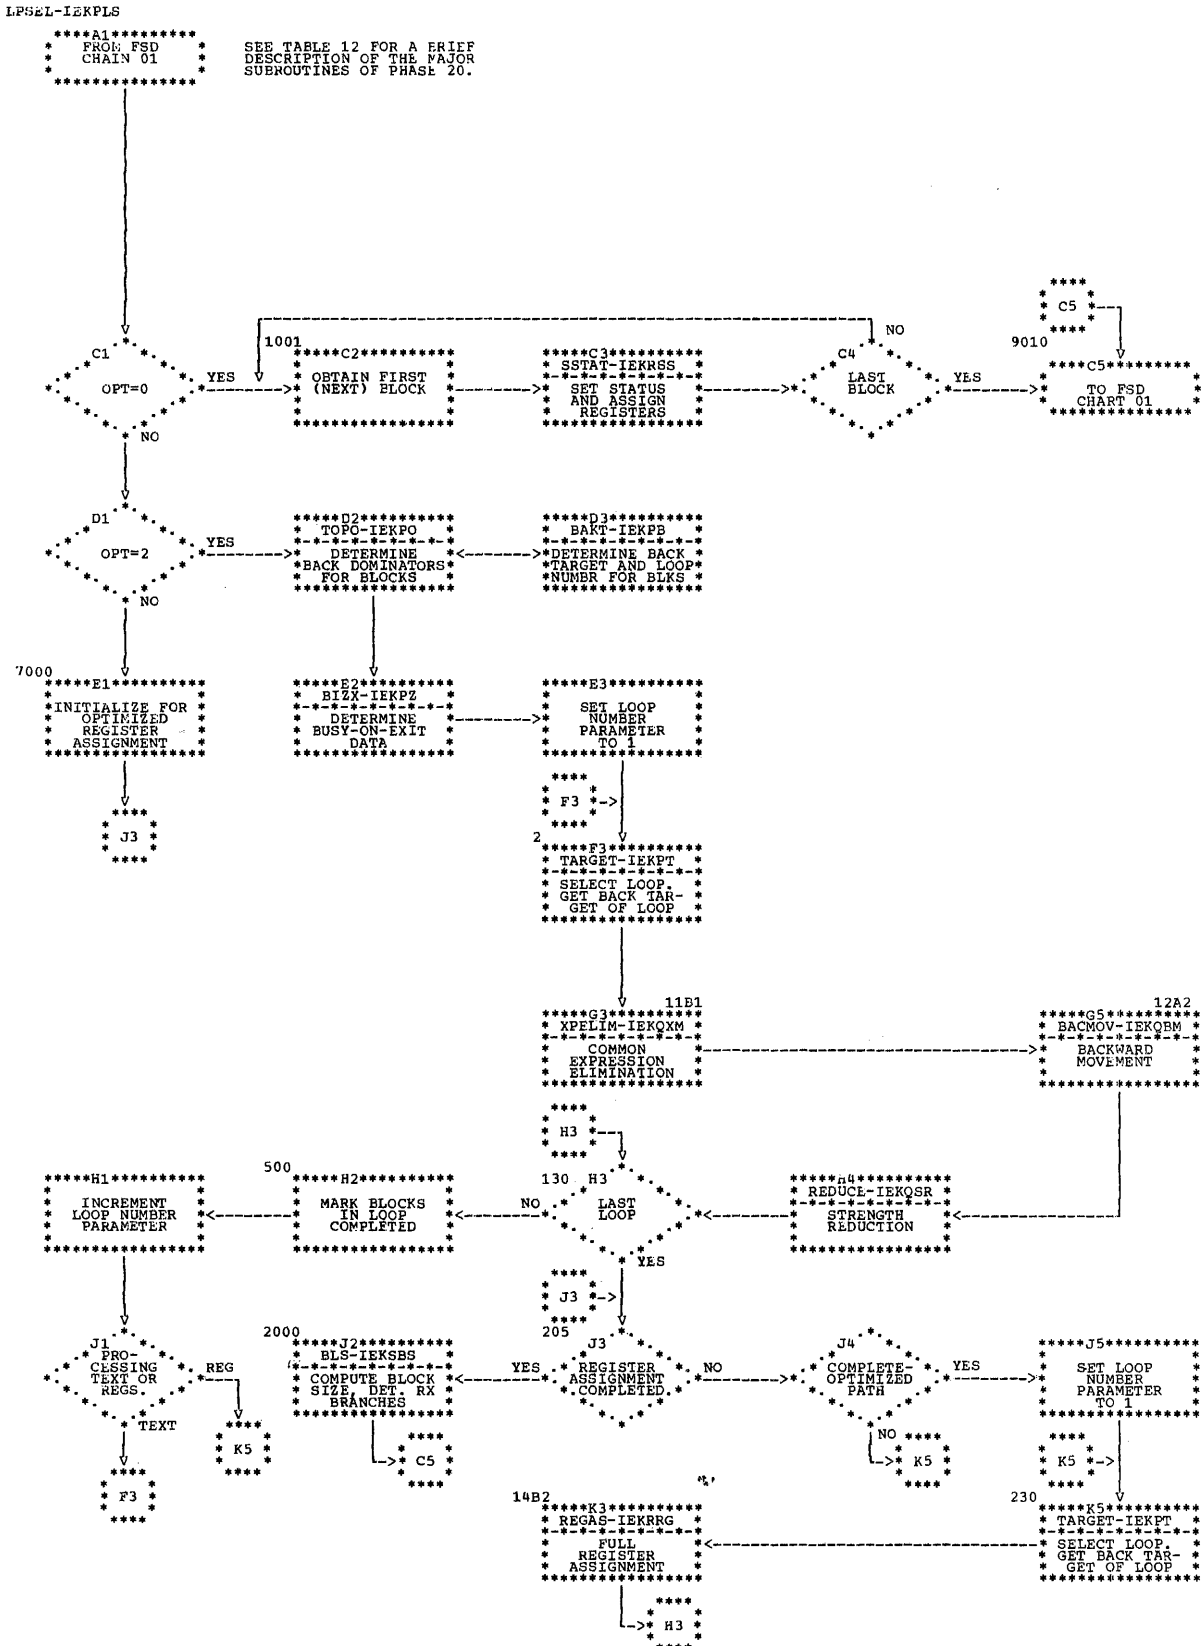 LPSEL-IEKPLS
A1
FROM FSD
CHAIN 01
SEE TABLE 12 FOR A BRIEF
DESCRIPTION OF THE MAJOR
SUBROUTINES OF PHASE 20.
C5
C1
OPT=0
YES
NO
1001
C2
OBTAIN FIRST
(NEXT) BLOCK
C3
SSTAT-IEKRSS
SET STATUS
AND ASSIGN
REGISTERS
C4
LAST
BLOCK
NO
YES
9010
C5
TO FSD
CHART 01
D1
OPT=2
YES
NO
D2
TOPO-IEKPO
DETERMINE
BACK DOMINATORS
FOR BLOCKS
D3
BAKT-IEKPB
DETERMINE BACK
TARGET AND LOOP
NUMBR FOR BLKS
7000
E1
INITIALIZE FOR
OPTIMIZED
REGISTER
ASSIGNMENT
E2
BIZX-IEKPZ
DETERMINE
BUSY-ON-EXIT
DATA
E3
SET LOOP
NUMBER
PARAMETER
TO 1
J3
F3
2
F3
TARGET-IEKPT
SELECT LOOP.
GET BACK TAR-
GET OF LOOP
11B1
G3
XPELIM-IEKQXM
COMMON
EXPRESSION
ELIMINATION
12A2
G5
BACMOV-IEKQBM
BACKWARD
MOVEMENT
H3
H1
INCREMENT
LOOP NUMBER
PARAMETER
500
H2
MARK BLOCKS
IN LOOP
COMPLETED
NO
130
H3
LAST
LOOP
YES
H4
REDUCE-IEKQSR
STRENGTH
REDUCTION
J3
J1
PRO-
CESSING
TEXT OR
REGS.
REG
TEXT
2000
J2
BLS-IEKSBS
COMPUTE BLOCK
SIZE, DET. RX
BRANCHES
YES
205
J3
REGISTER
ASSIGNMENT
COMPLETED.
NO
J4
COMPLETE-
OPTIMIZED
PATH
YES
NO
J5
SET LOOP
NUMBER
PARAMETER
TO 1
K5
C5
K5
K5
F3
14B2
K3
REGAS-IEKRRG
FULL
REGISTER
ASSIGNMENT
230
K5
TARGET-IEKPT
SELECT LOOP.
GET BACK TAR-
GET OF LOOP
H3